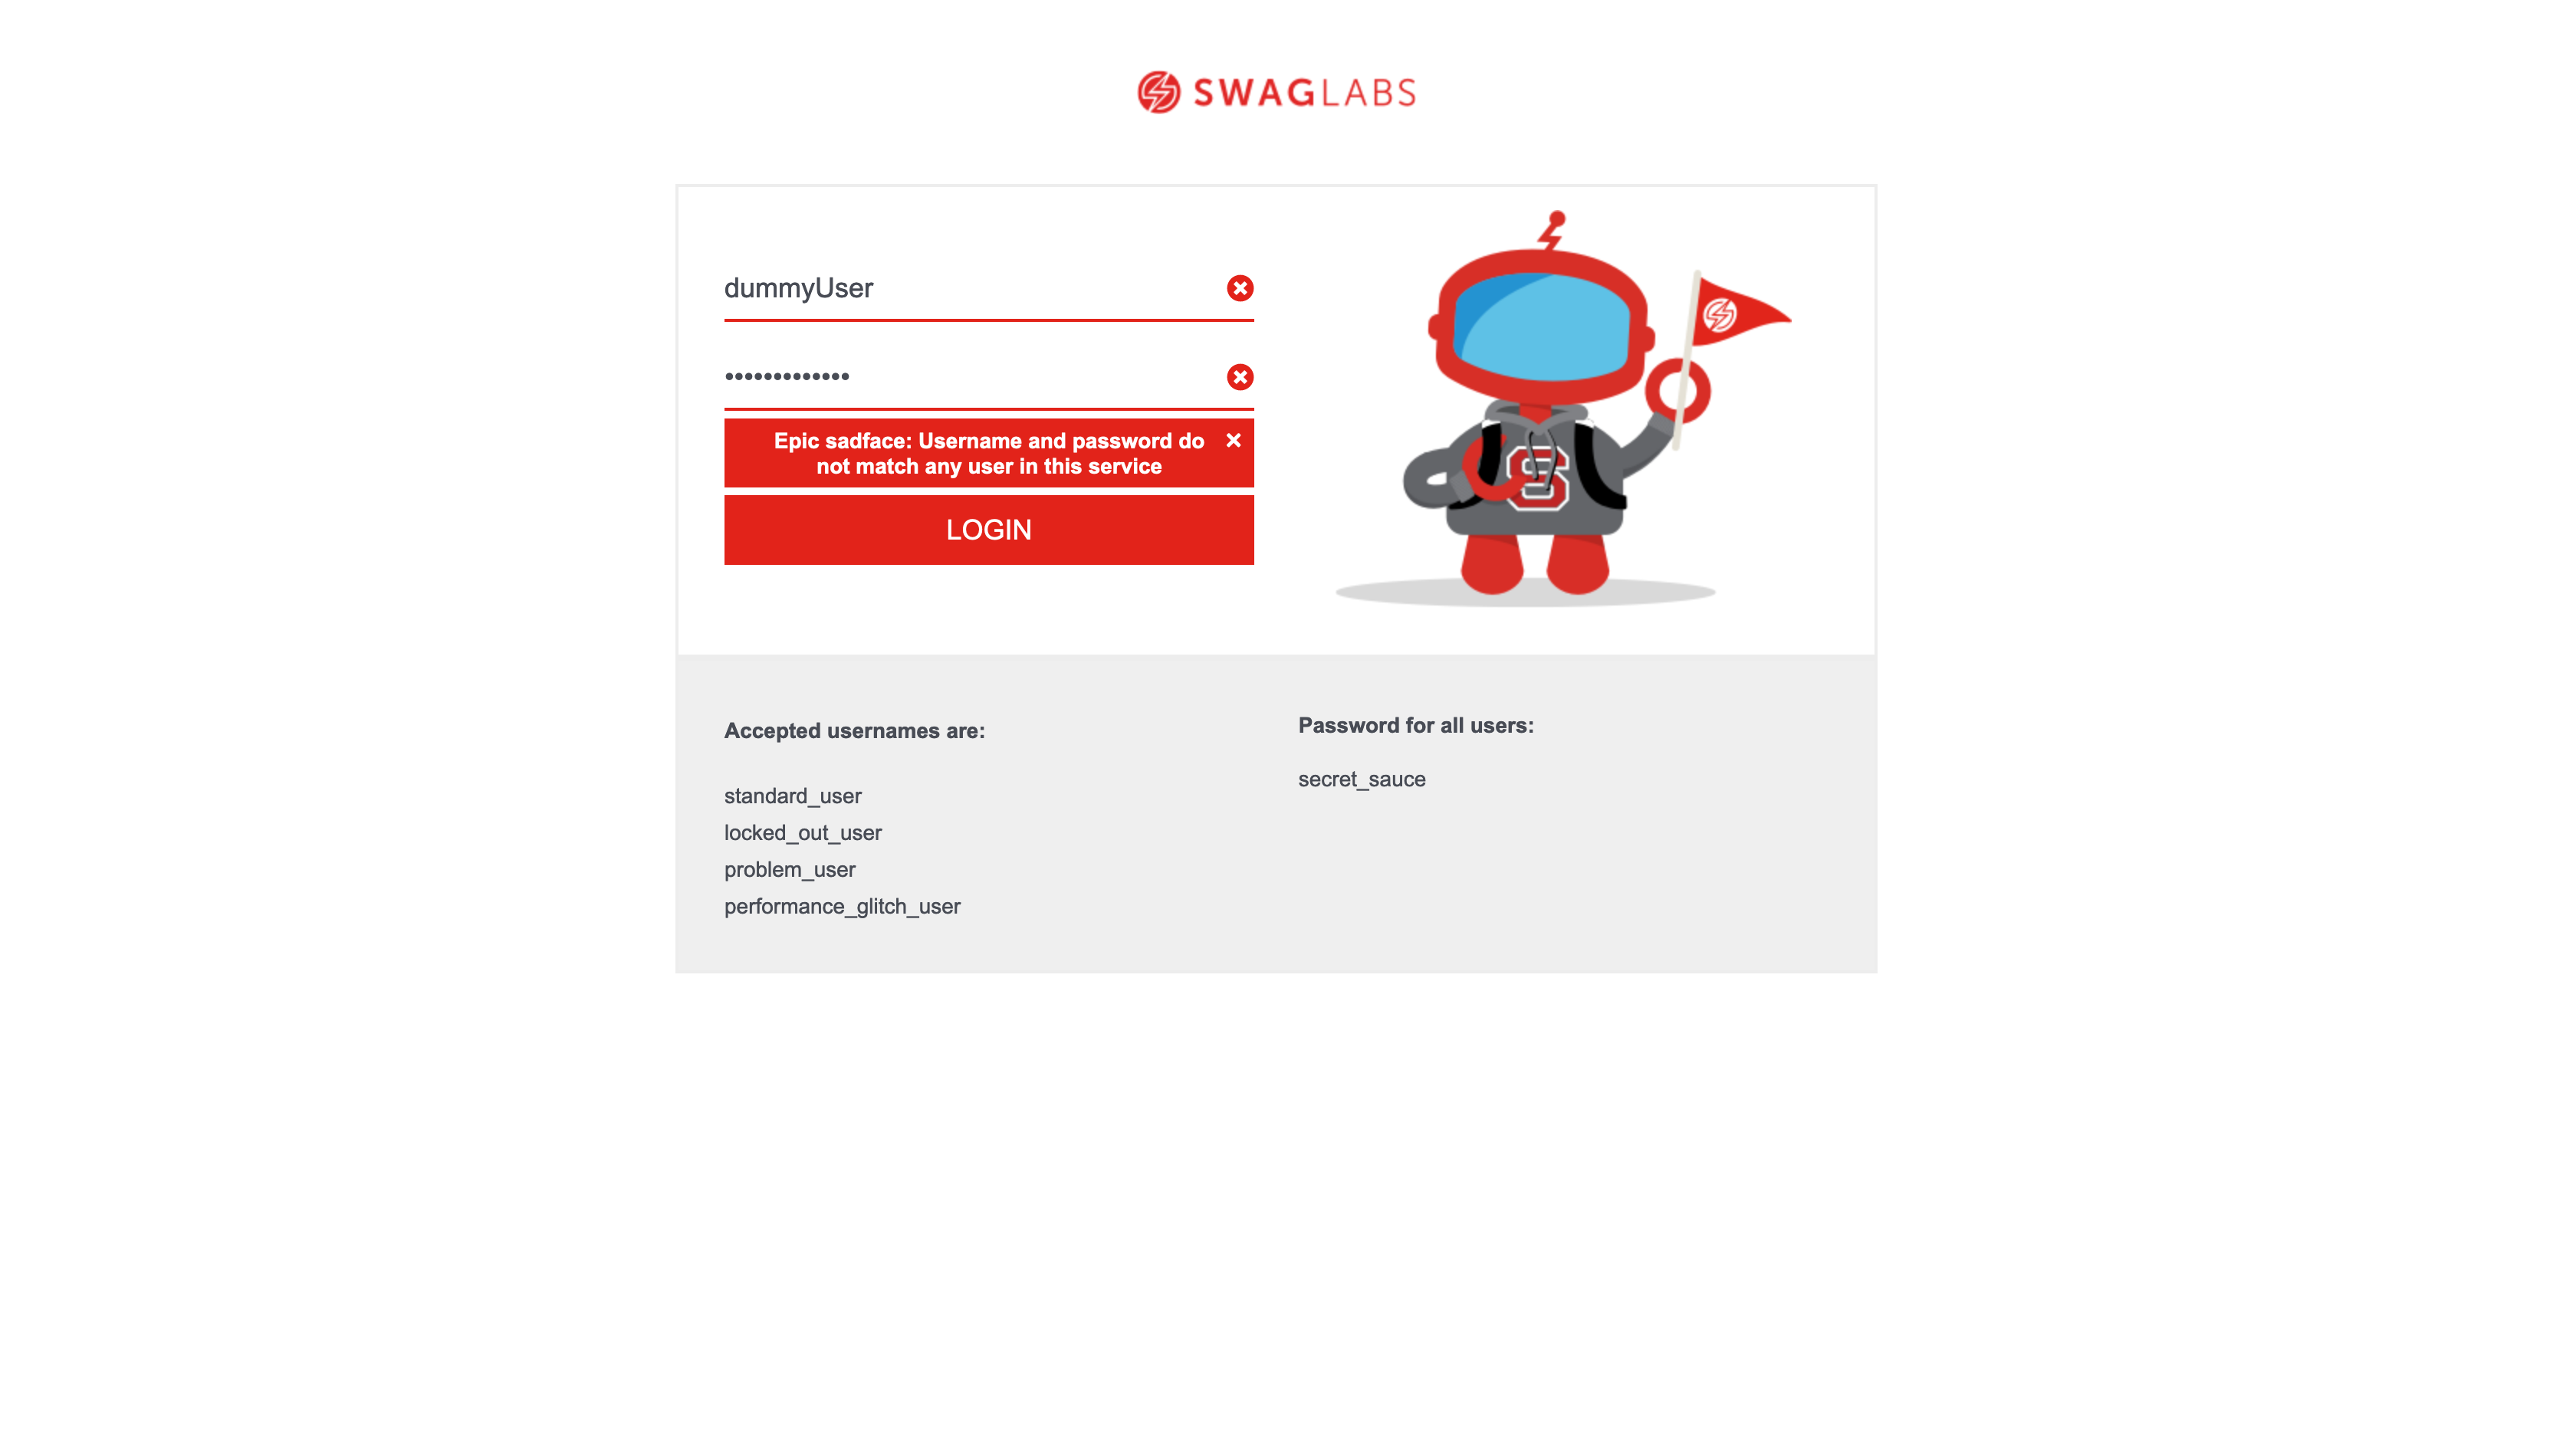 SWAGLABS
dummyUser
•••••••••••••
Epic sadface: Username and password do
not match any user in this service
LOGIN
S
Accepted usernames are:
standard_user
locked_out_user
problem_user
performance_glitch_user
Password for all users:
secret_sauce